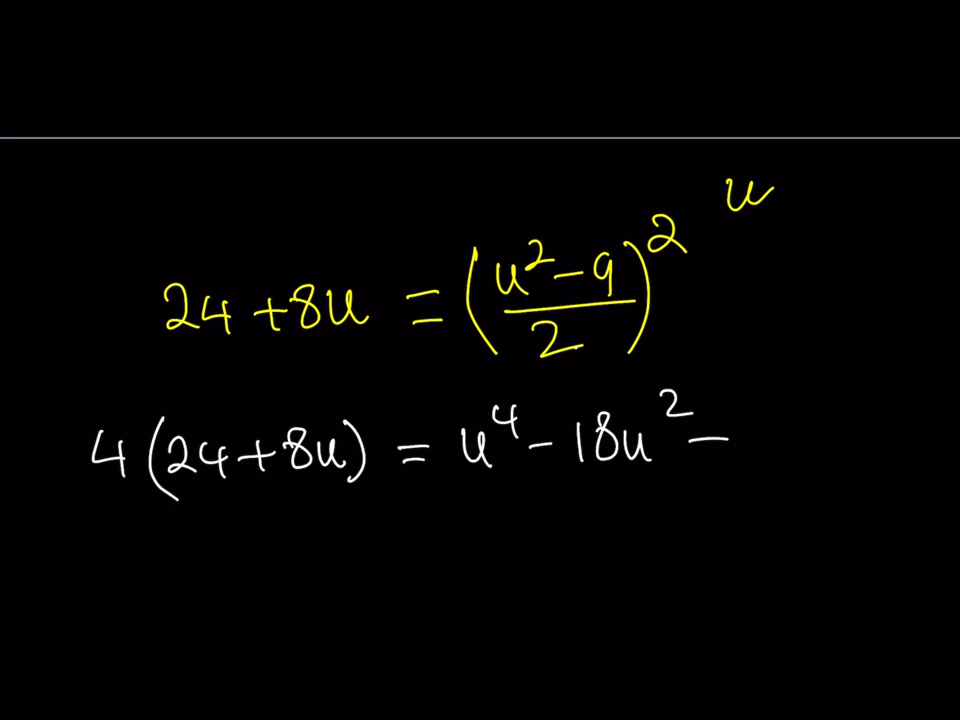 u
24 + 8u = ((u² − 9)/2)²
4(24 + 8u) = u⁴ − 18u² −